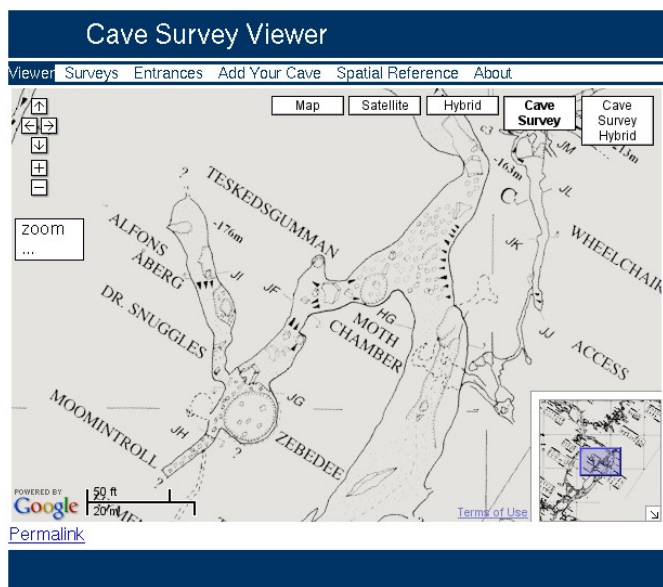 Cave Survey Viewer
Viewer Surveys Entrances Add Your Cave Spatial Reference About
Map
Satellite
Hybrid
Cave
Survey
Cave
Survey
Hybrid
zoom
...
TESKEDSGUMMAN
-176m
ALFONS
ÅBERG
JI
JF
DR. SNUGGLES
HG
MOTH
CHAMBER
JG
JH
MOOMINTROLL
ZEBEDEE
?
?
?
c3
-163m
JM
-213m
C
JL
JK
WHEELCHAIR
JJ
ACCESS
POWERED BY
Google
50 ft
20 m
Terms of Use
Permalink